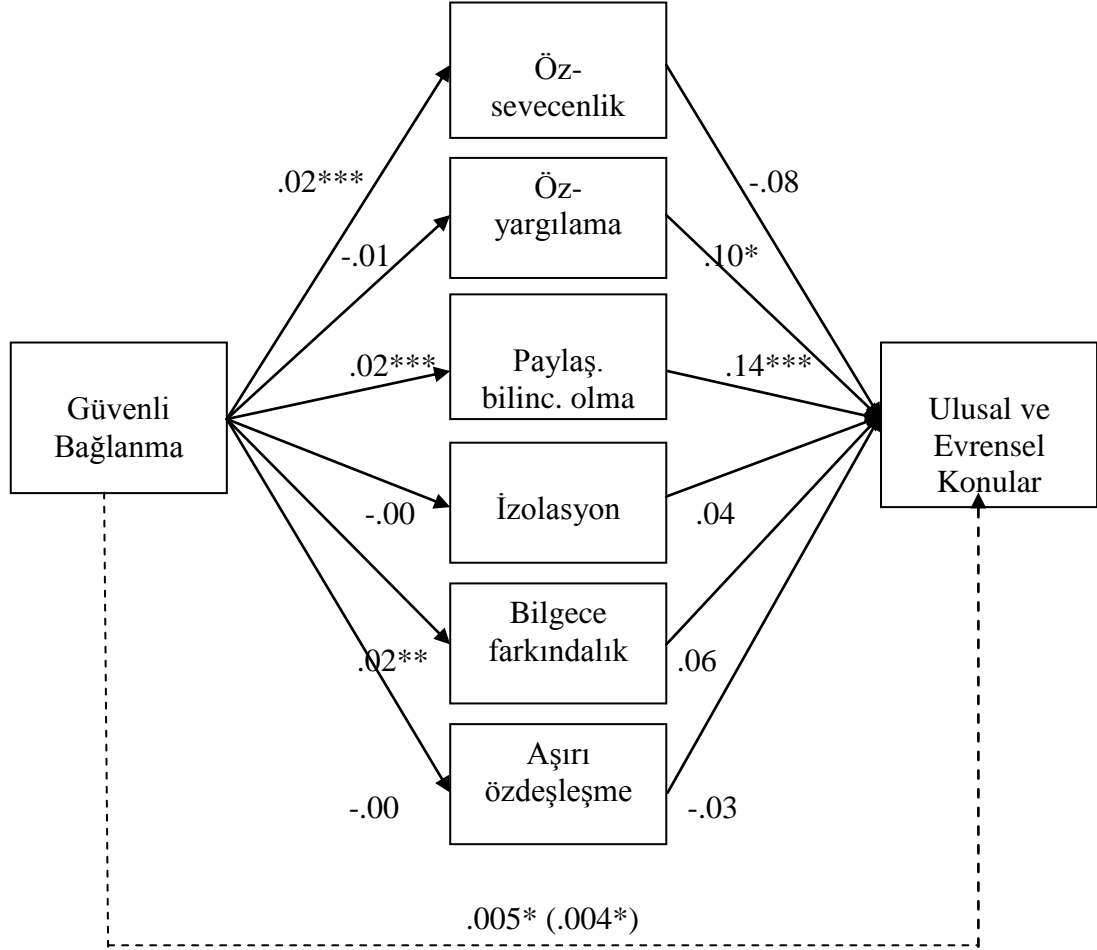 Öz-
sevecenlik
.02***
-.08
Öz-
yargılama
-.01
.10*
.02***
Paylaş.
bilinc. olma
.14***
Güvenli
Bağlanma
Ulusal ve
Evrensel
Konular
-.00
İzolasyon
.04
Bilgece
farkındalık
.02**
.06
Aşırı
özdeşleşme
-.00
-.03
.005* (.004*)